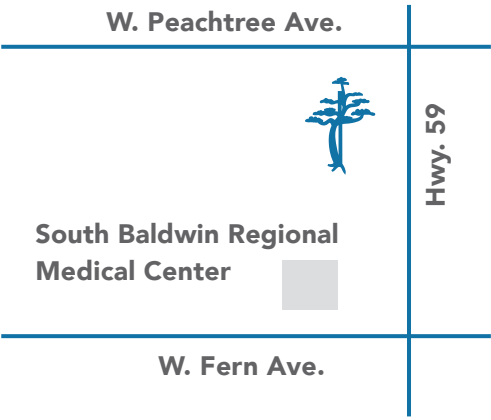 W. Peachtree Ave.
Hwy. 59
South Baldwin Regional
Medical Center
W. Fern Ave.